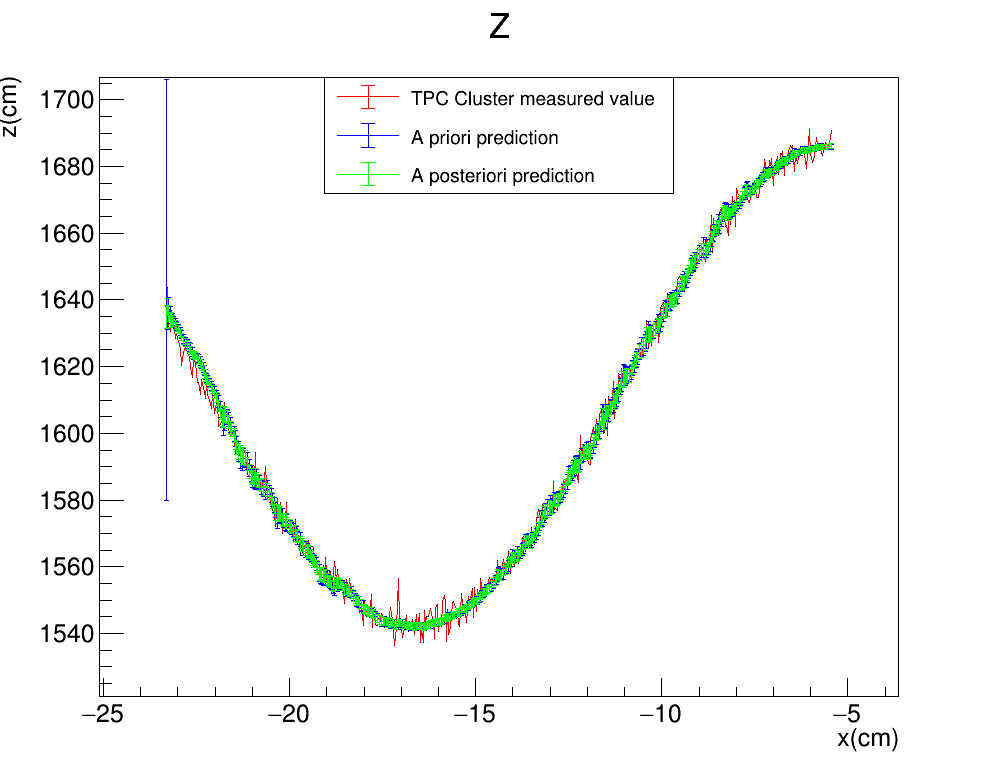 Z
z(cm)
1700
1680
1660
1640
1620
1600
1580
1560
1540
TPC Cluster measured value
A priori prediction
A posteriori prediction
−25
−20
−15
−10
−5
x(cm)